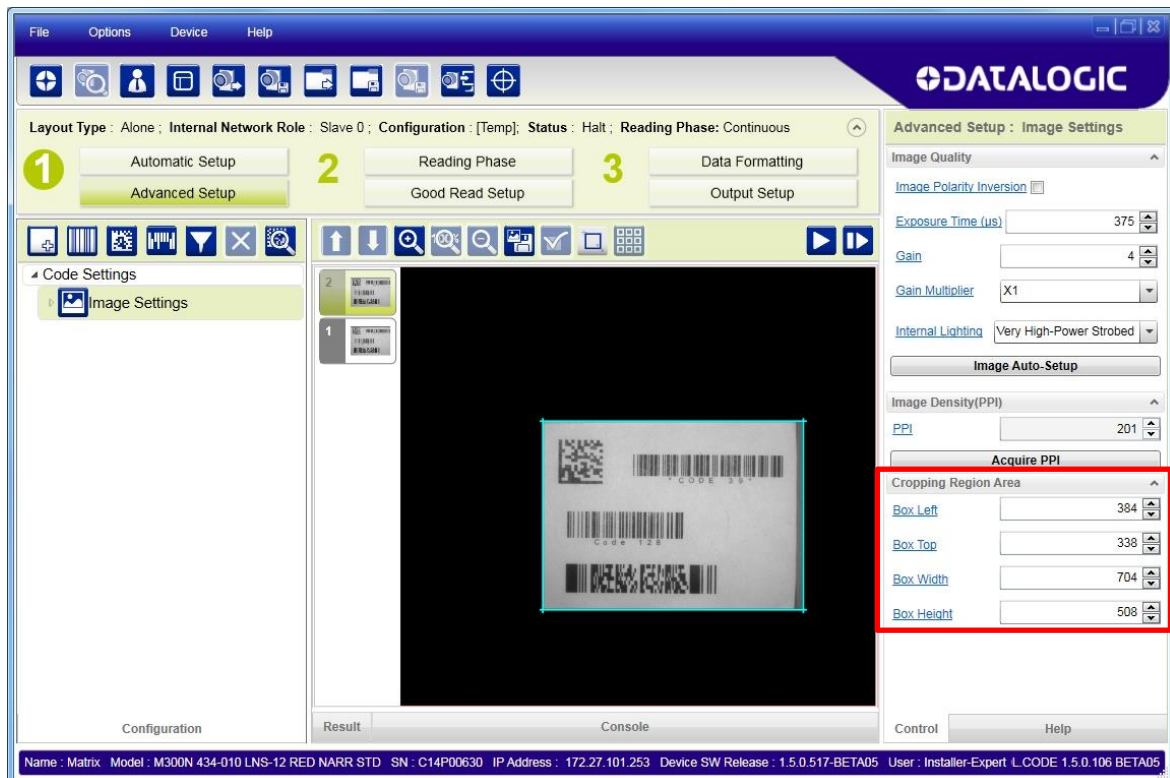 File Options Device Help
DATALOGIC
Layout Type : Alone ; Internal Network Role : Slave 0 ; Configuration : [Temp]; Status : Halt ; Reading Phase: Continuous
1 Automatic Setup
Advanced Setup
2 Reading Phase
Good Read Setup
3 Data Formatting
Output Setup
Code Settings
Image Settings
Configuration
100%
2
1
*CODE 39*
Code 128
Result Console
Advanced Setup : Image Settings
Image Quality
Image Polarity Inversion
Exposure Time (µs) 375
Gain 4
Gain Multiplier X1
Internal Lighting Very High-Power Strobed
Image Auto-Setup
Image Density(PPI)
PPI 201
Acquire PPI
Cropping Region Area
Box Left 384
Box Top 338
Box Width 704
Box Height 508
Control Help
Name : Matrix Model : M300N 434-010 LNS-12 RED NARR STD SN : C14P00630 IP Address : 172.27.101.253 Device SW Release : 1.5.0.517-BETA05 User : Installer-Expert L.CODE 1.5.0.106 BETA05